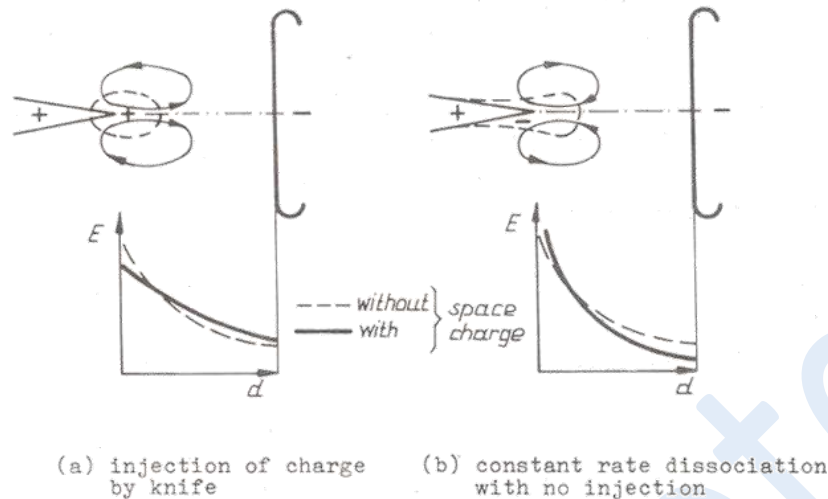 + + -
+ - -
E
E
without } space
with } charge
d
d
(a) injection of charge
by knife
(b) constant rate dissociation
with no injection